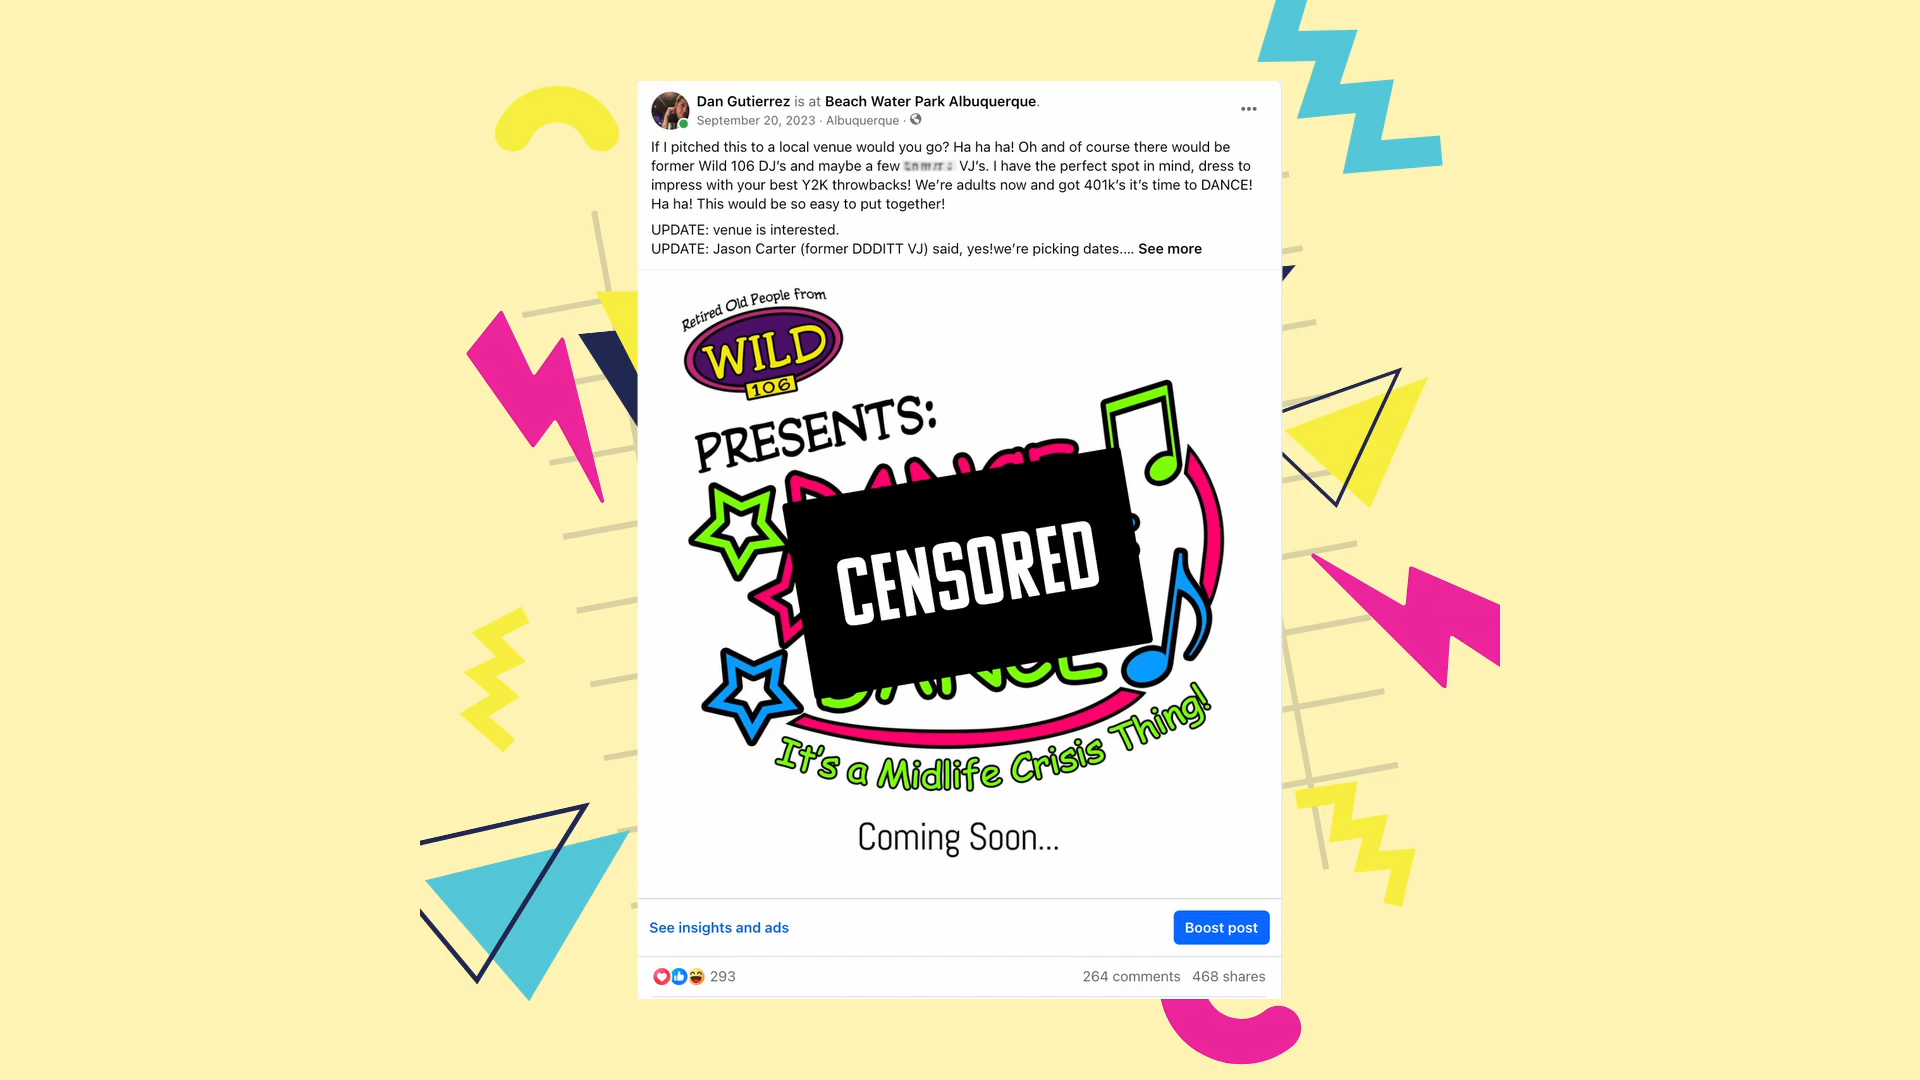 Dan Gutierrez is at Beach Water Park Albuquerque.
September 20, 2023 · Albuquerque ·
If I pitched this to a local venue would you go? Ha ha ha! Oh and of course there would be
former Wild 106 DJ's and maybe a few VJ's. I have the perfect spot in mind, dress to
impress with your best Y2K throwbacks! We're adults now and got 401k's it's time to DANCE!
Ha ha! This would be so easy to put together!
UPDATE: venue is interested.
UPDATE: Jason Carter (former DDDITT VJ) said, yes!we're picking dates.... See more
Retired Old People from
WILD
106
PRESENTS:
DANCE
CENSORED
DANCE
It's a Midlife Crisis Thing!
Coming Soon...
See insights and ads
Boost post
293
264 comments 468 shares